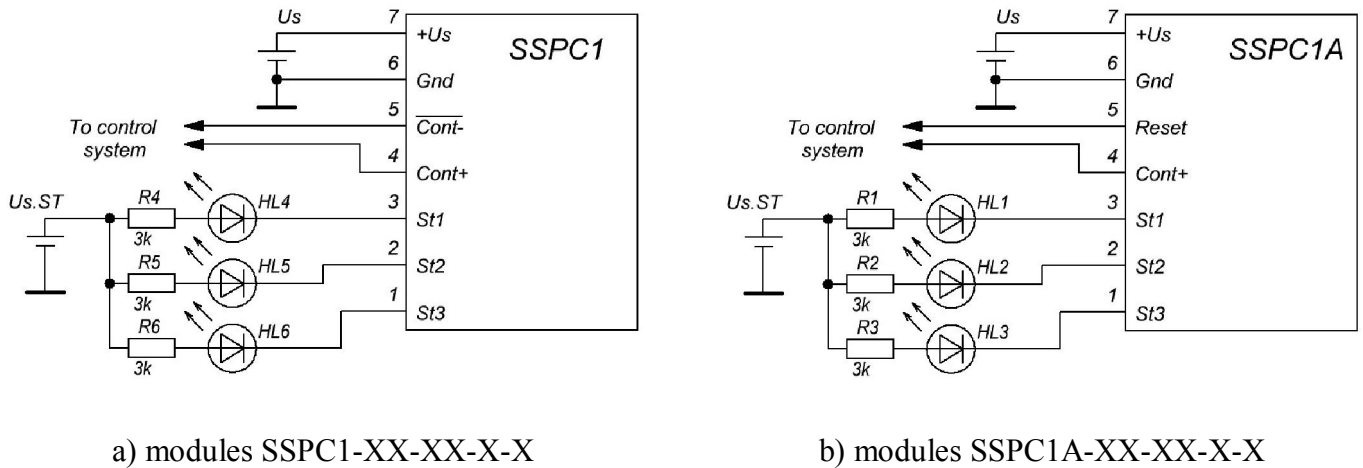 Us
7
+Us
SSPC1
6
Gnd
5
Cont-
To control
system
4
Cont+
Us.ST
R4
3k
HL4
3
St1
R5
3k
HL5
2
St2
R6
3k
HL6
1
St3
a) modules SSPC1-XX-XX-X-X
Us
7
+Us
SSPC1A
6
Gnd
5
Reset
To control
system
4
Cont+
Us.ST
R1
3k
HL1
3
St1
R2
3k
HL2
2
St2
R3
3k
HL3
1
St3
b) modules SSPC1A-XX-XX-X-X